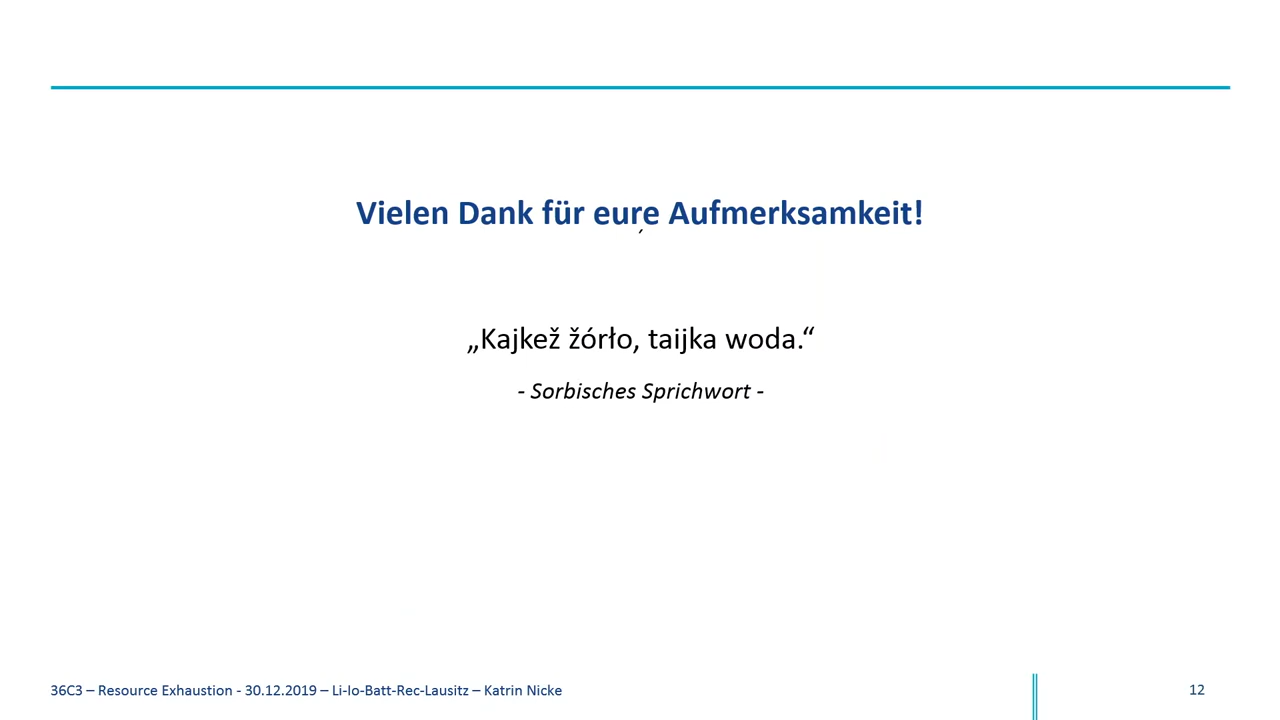 Vielen Dank für eure Aufmerksamkeit!
„Kajkež žórło, taijka woda.“
- Sorbisches Sprichwort -
36C3 – Resource Exhaustion - 30.12.2019 – Li-Io-Batt-Rec-Lausitz – Katrin Nicke
12